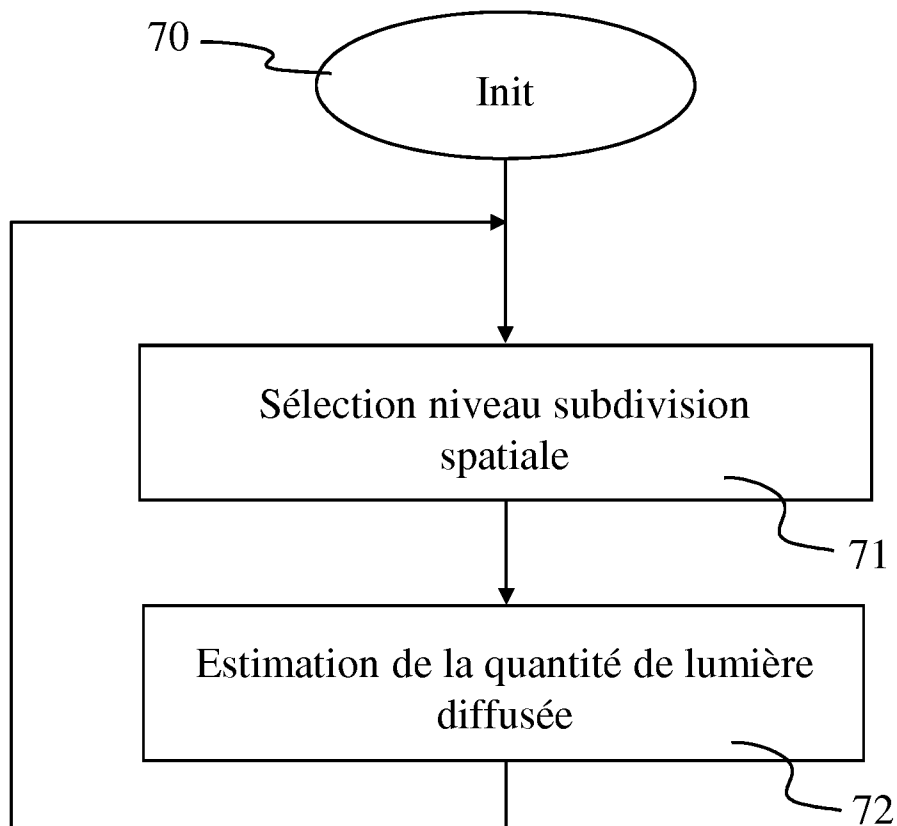 70
Init
Sélection niveau subdivision
spatiale
71
Estimation de la quantité de lumière
diffusée
72